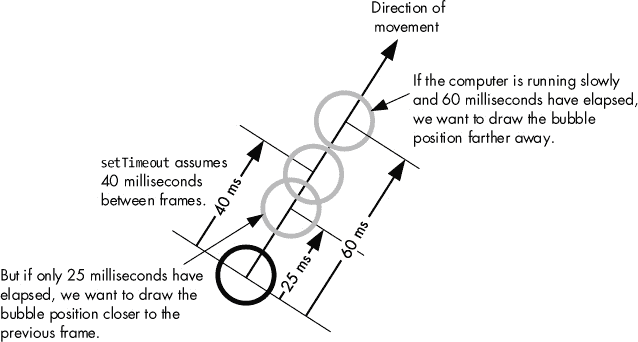 Direction of
movement
If the computer is running slowly
and 60 milliseconds have elapsed,
we want to draw the bubble
position farther away.
setTimeout assumes
40 milliseconds
between frames.
40 ms
25 ms
60 ms
But if only 25 milliseconds have
elapsed, we want to draw the
bubble position closer to the
previous frame.